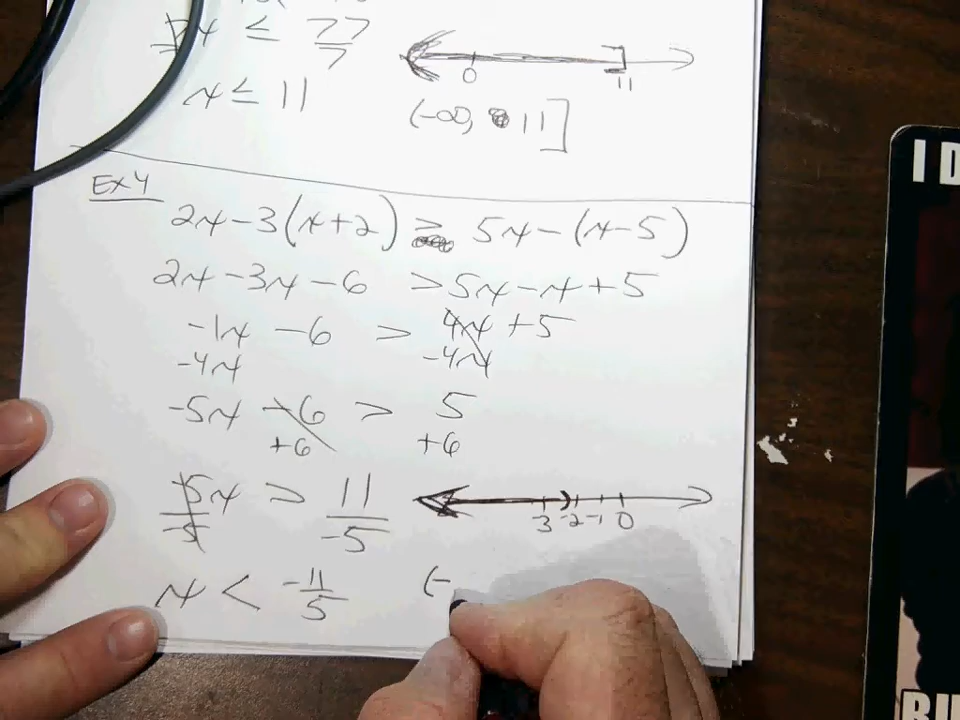 7x ≤ 77/7
x ≤ 11
0 11
(-∞, 11]
Ex 4
2x - 3(x+2) ≥ 5x - (x-5)
2x - 3x - 6 > 5x - x + 5
-1x - 6 > 4x + 5
-4x -4x
-5x - 6 > 5
+6 +6
-5x/-5 > 11/-5
3 -2 -1 0
x < -11/5 (-
I D
BU